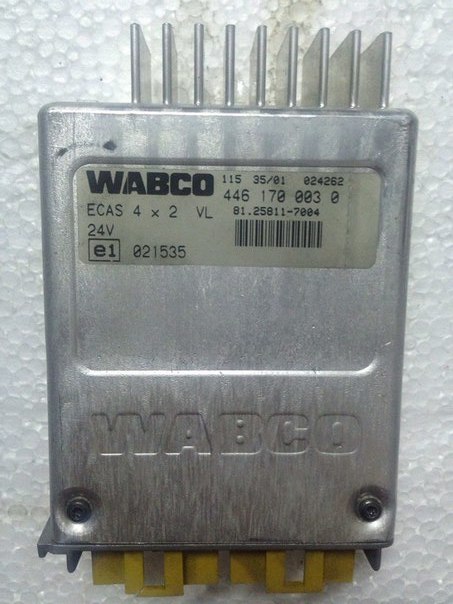 WABCO 115 35/01 024262
446 170 003 0
ECAS 4 x 2 VL 81.25811-7004
24V
e1 021535
WABCO